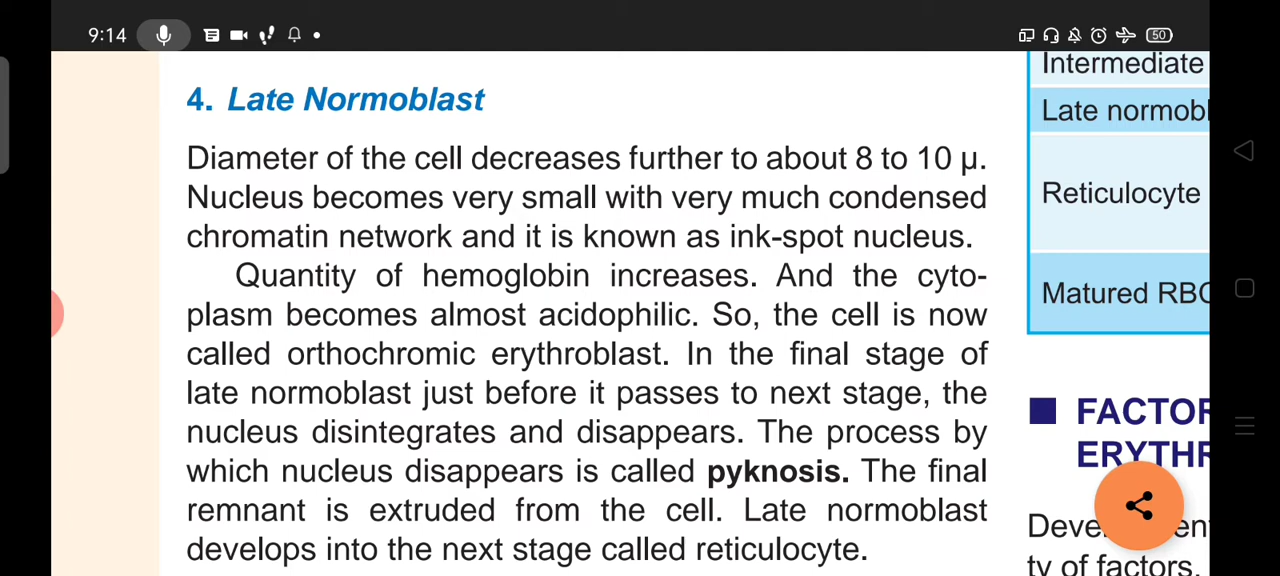 9:14
50
4. Late Normoblast
Diameter of the cell decreases further to about 8 to 10 µ.
Nucleus becomes very small with very much condensed
chromatin network and it is known as ink-spot nucleus.
Quantity of hemoglobin increases. And the cyto-
plasm becomes almost acidophilic. So, the cell is now
called orthochromic erythroblast. In the final stage of
late normoblast just before it passes to next stage, the
nucleus disintegrates and disappears. The process by
which nucleus disappears is called pyknosis. The final
remnant is extruded from the cell. Late normoblast
develops into the next stage called reticulocyte.
Intermediate
Late normobl
Reticulocyte
Matured RBC
■ FACTOR
ERYTHR
ty of factors.